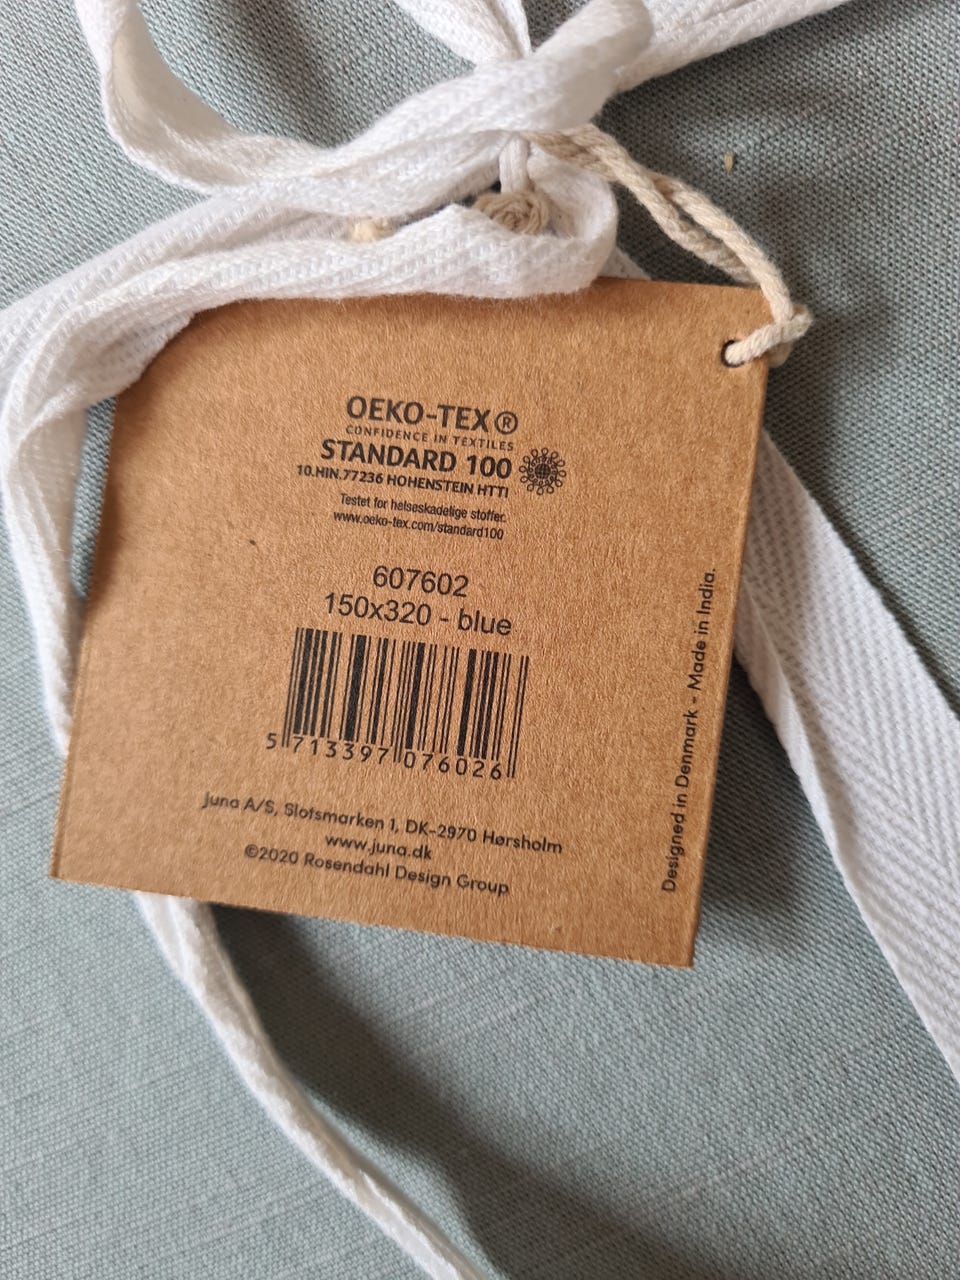 OEKO-TEX®
CONFIDENCE IN TEXTILES
STANDARD 100
10.HIN.77236 HOHENSTEIN HTTI
Testet for helseskadelige stoffer.
www.oeko-tex.com/standard100
607602
150x320 - blue
5 713397 076026
Juna A/S, Slotsmarken 1, DK-2970 Hørsholm
www.juna.dk
©2020 Rosendahl Design Group
Designed in Denmark - Made in India.